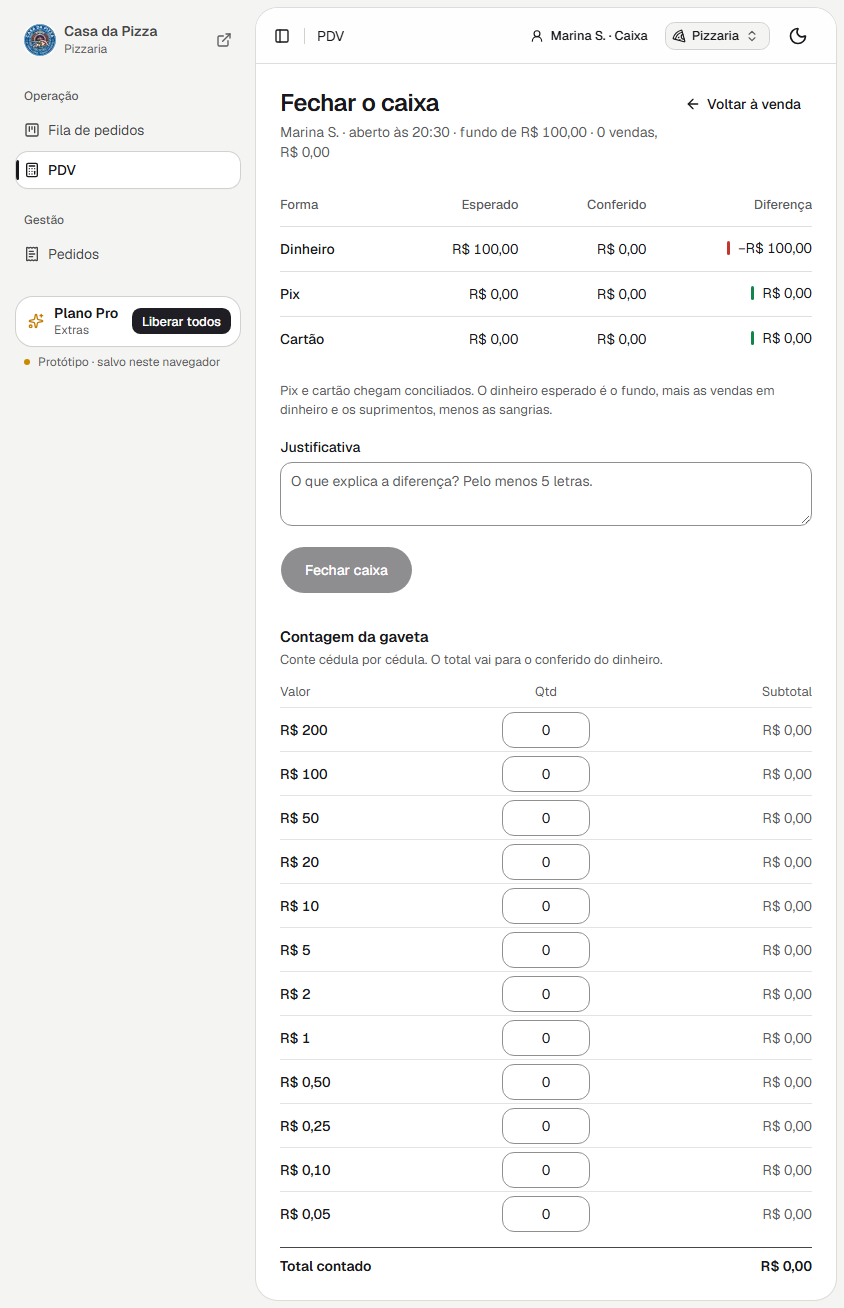 Casa da Pizza
Pizzaria
Operação
Fila de pedidos
PDV
Gestão
Pedidos
Plano Pro
Extras
Liberar todos
Protótipo · salvo neste navegador
PDV
Marina S. · Caixa
Pizzaria
Fechar o caixa
Voltar à venda
Marina S. · aberto às 20:30 · fundo de R$ 100,00 · 0 vendas,
R$ 0,00
Forma Esperado Conferido Diferença
Dinheiro R$ 100,00 R$ 0,00 −R$ 100,00
Pix R$ 0,00 R$ 0,00 R$ 0,00
Cartão R$ 0,00 R$ 0,00 R$ 0,00
Pix e cartão chegam conciliados. O dinheiro esperado é o fundo, mais as vendas em
dinheiro e os suprimentos, menos as sangrias.
Justificativa
O que explica a diferença? Pelo menos 5 letras.
Fechar caixa
Contagem da gaveta
Conte cédula por cédula. O total vai para o conferido do dinheiro.
Valor Qtd Subtotal
R$ 200 0 R$ 0,00
R$ 100 0 R$ 0,00
R$ 50 0 R$ 0,00
R$ 20 0 R$ 0,00
R$ 10 0 R$ 0,00
R$ 5 0 R$ 0,00
R$ 2 0 R$ 0,00
R$ 1 0 R$ 0,00
R$ 0,50 0 R$ 0,00
R$ 0,25 0 R$ 0,00
R$ 0,10 0 R$ 0,00
R$ 0,05 0 R$ 0,00
Total contado R$ 0,00